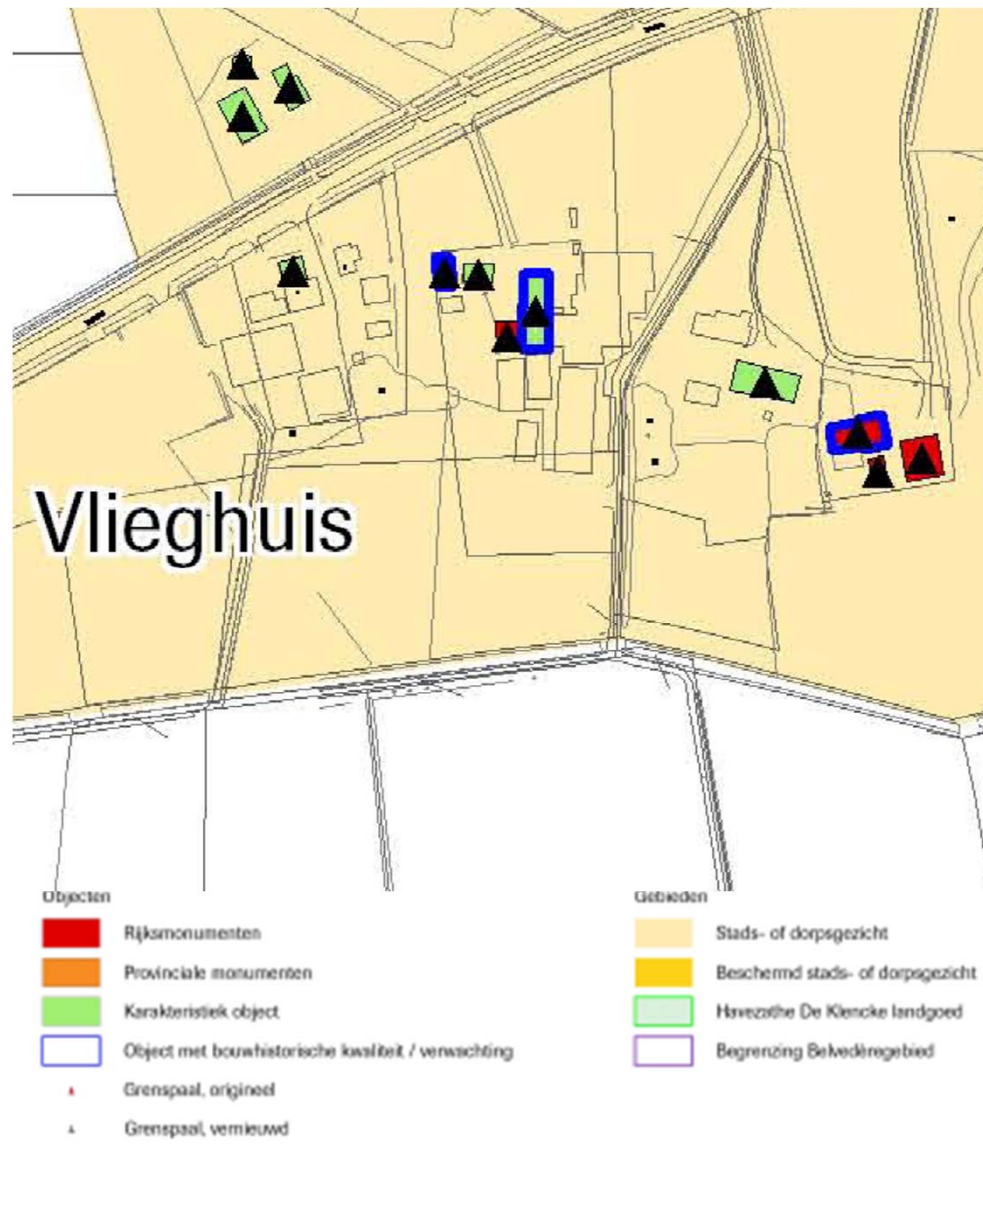 Vlieghuis
Objecten
Rijksmonumenten
Provinciale monumenten
Karakteristiek object
Object met bouwhistorische kwaliteit / verwachting
Grenspaal, origineel
Grenspaal, vernieuwd
Gebieden
Stads- of dorpsgezicht
Beschermd stads- of dorpsgezicht
Havezathe De Klencke landgoed
Begrenzing Belvedèregebied